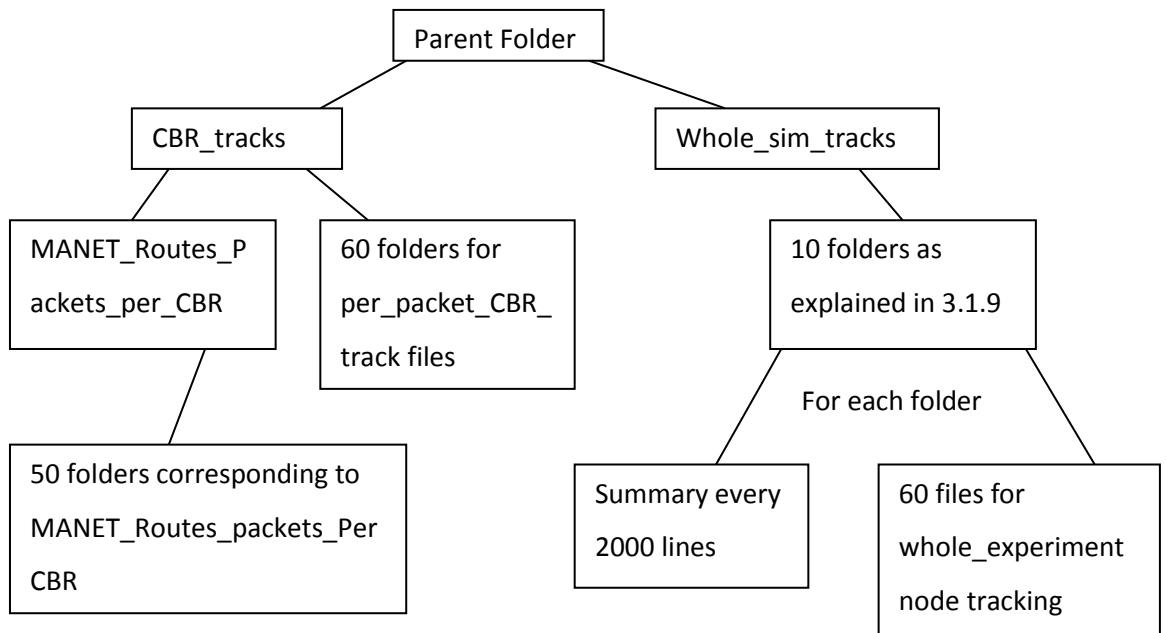 Parent Folder
CBR_tracks
Whole_sim_tracks
MANET_Routes_P
ackets_per_CBR
60 folders for
per_packet_CBR_
track files
10 folders as
explained in 3.1.9
For each folder
50 folders corresponding to
MANET_Routes_packets_Per
CBR
Summary every
2000 lines
60 files for
whole_experiment
node tracking